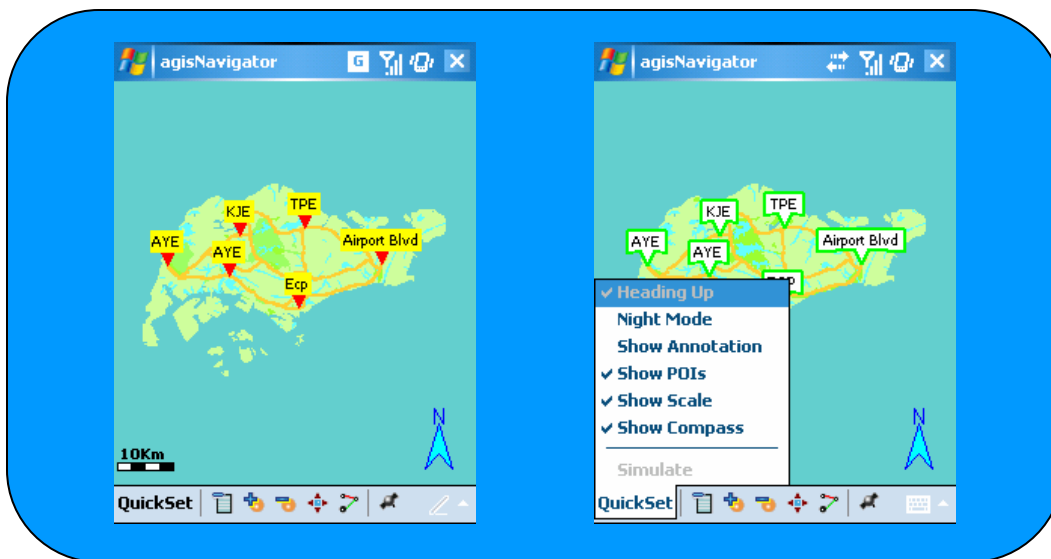 agisNavigator
G
KJE
TPE
AYE
AYE
Airport Blvd
Ecp
N
10Km
QuickSet
agisNavigator
KJE
TPE
AYE
AYE
Airport Blvd
Ecp
Heading Up
Night Mode
Show Annotation
Show POIs
Show Scale
Show Compass
Simulate
N
QuickSet